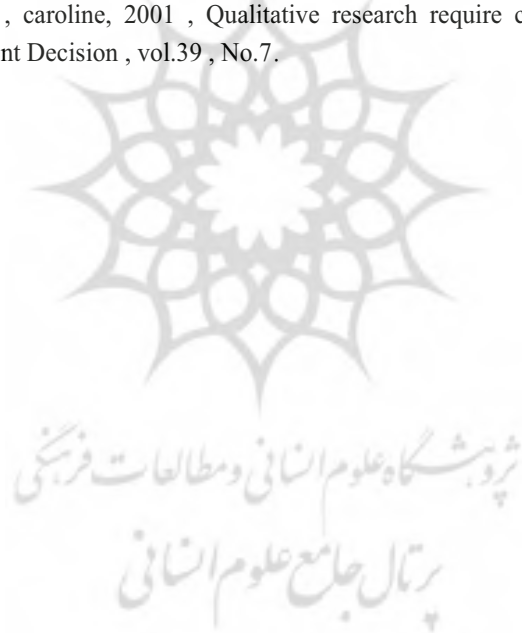 , caroline, 2001 , Qualitative research require c
nt Decision , vol.39 , No.7.
پژوهشگاه علوم انسانی و مطالعات فرهنگی
پرتال جامع علوم انسانی